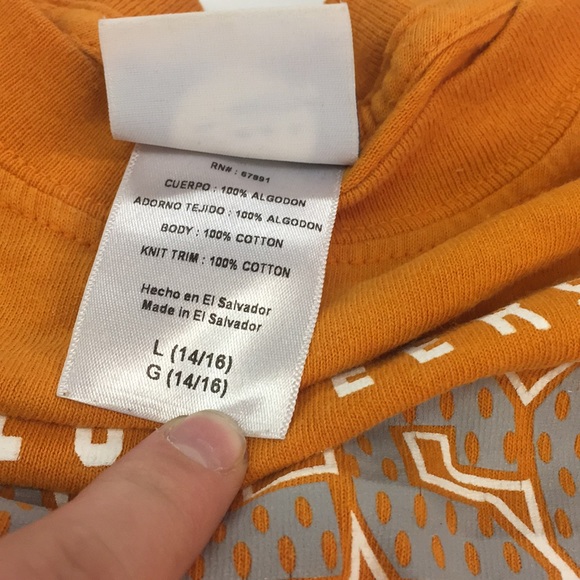 RN# : 67891
CUERPO : 100% ALGODON
ADORNO TEJIDO : 100% ALGODON
BODY : 100% COTTON
KNIT TRIM : 100% COTTON
Hecho en El Salvador
Made in El Salvador
L (14/16)
G (14/16)